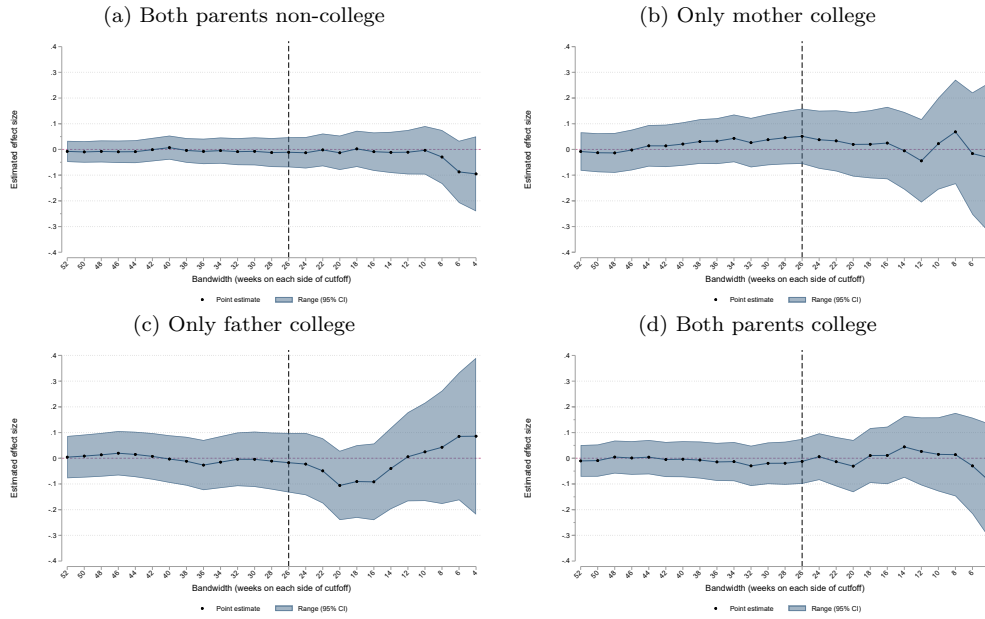 (a) Both parents non-college
(b) Only mother college
.4
.3
.2
.1
0
-.1
-.2
-.3
-.4
Estimated effect size
52 50 48 46 44 42 40 38 36 34 32 30 28 26 24 22 20 18 16 14 12 10 8 6 4
Bandwidth (weeks on each side of cutfoff)
Point estimate Range (95% CI)
.4
.3
.2
.1
0
-.1
-.2
-.3
-.4
Estimated effect size
52 50 48 46 44 42 40 38 36 34 32 30 28 26 24 22 20 18 16 14 12 10 8 6
Bandwidth (weeks on each side of cutfoff)
Point estimate Range (95% CI)
(c) Only father college
(d) Both parents college
.4
.3
.2
.1
0
-.1
-.2
-.3
-.4
Estimated effect size
52 50 48 46 44 42 40 38 36 34 32 30 28 26 24 22 20 18 16 14 12 10 8 6 4
Bandwidth (weeks on each side of cutfoff)
Point estimate Range (95% CI)
.4
.3
.2
.1
0
-.1
-.2
-.3
-.4
Estimated effect size
52 50 48 46 44 42 40 38 36 34 32 30 28 26 24 22 20 18 16 14 12 10 8 6
Bandwidth (weeks on each side of cutfoff)
Point estimate Range (95% CI)